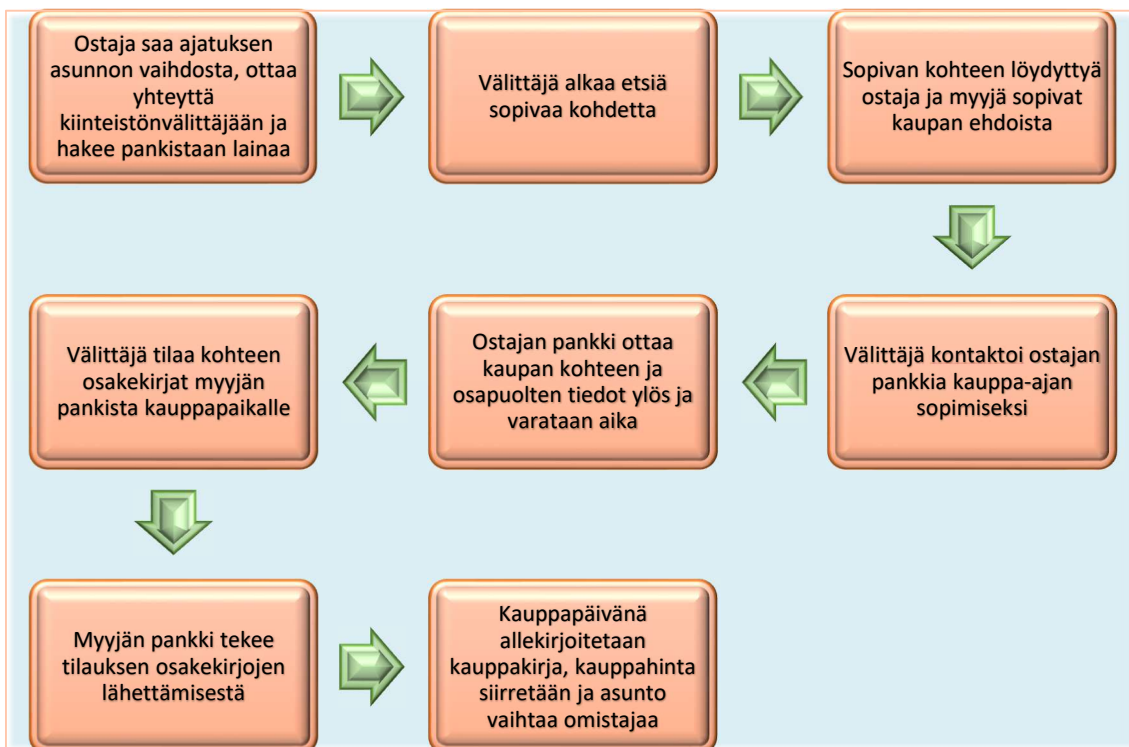 Ostaja saa ajatuksen
asunnon vaihdosta, ottaa
yhteyttä
kiinteistönvälittäjään ja
hakee pankistaan lainaa
Välittäjä alkaa etsiä
sopivaa kohdetta
Sopivan kohteen löydyttyä
ostaja ja myyjä sopivat
kaupan ehdoista
Välittäjä kontaktoi ostajan
pankkia kauppa-ajan
sopimiseksi
Ostajan pankki ottaa
kaupan kohteen ja
osapuolten tiedot ylös ja
varataan aika
Välittäjä tilaa kohteen
osakekirjat myyjän
pankista kauppapaikalle
Myyjän pankki tekee
tilauksen osakekirjojen
lähettämisestä
Kauppapäivänä
allekirjoitetaan
kauppakirja, kauppahinta
siirretään ja asunto
vaihtaa omistajaa